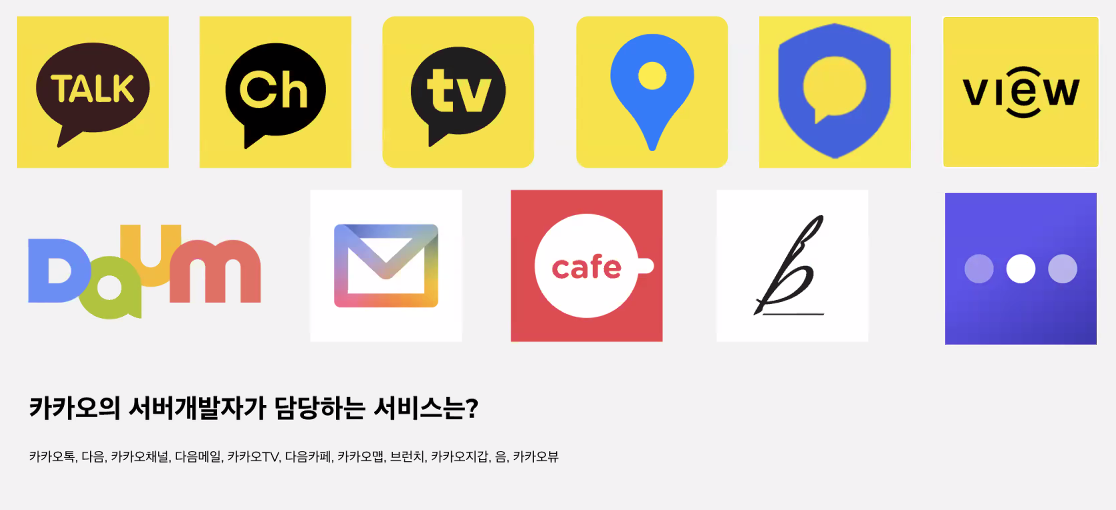 TALK
Ch
tv
view
Daum
cafe
b
카카오의 서버개발자가 담당하는 서비스는?
카카오톡, 다음, 카카오채널, 다음메일, 카카오TV, 다음카페, 카카오맵, 브런치, 카카오지갑, 음, 카카오뷰